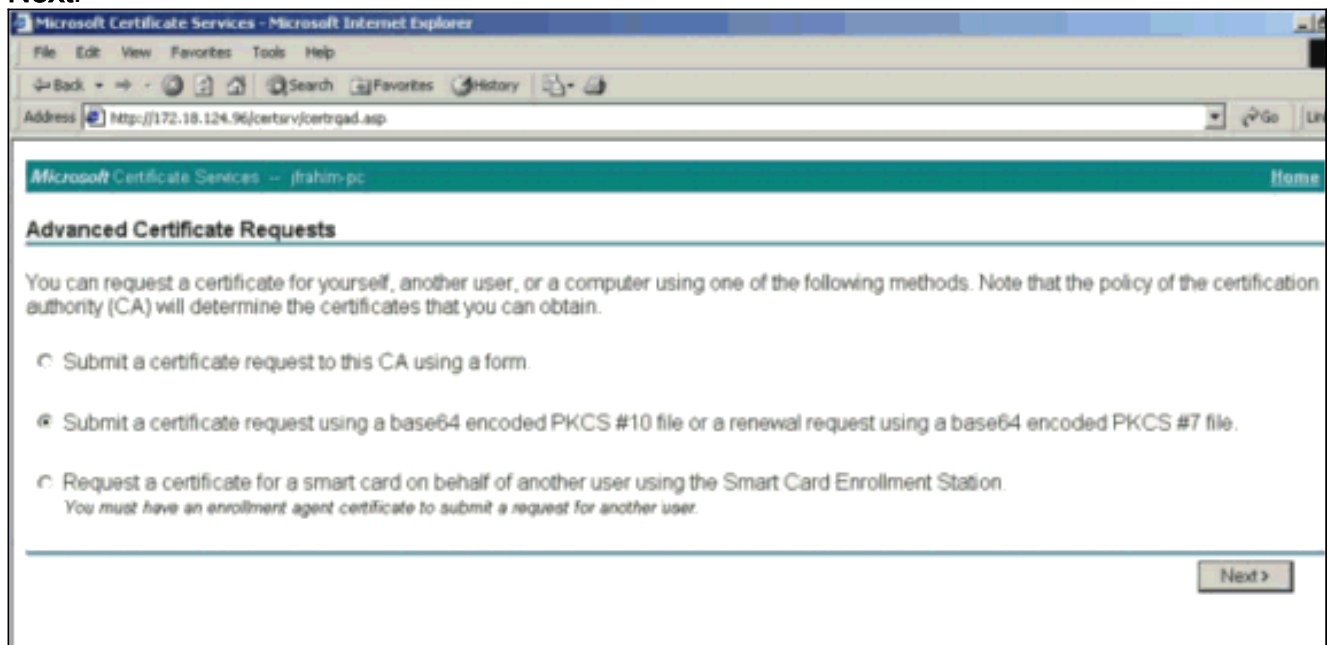 Next.
Microsoft Certificate Services - Microsoft Internet Explorer
File Edit View Favorites Tools Help
Back Search Favorites History
Address http://172.18.124.96/certsrv/certrqad.asp Go
Microsoft Certificate Services -- jfrahim-pc Home
Advanced Certificate Requests
You can request a certificate for yourself, another user, or a computer using one of the following methods. Note that the policy of the certification
authority (CA) will determine the certificates that you can obtain.
Submit a certificate request to this CA using a form.
Submit a certificate request using a base64 encoded PKCS #10 file or a renewal request using a base64 encoded PKCS #7 file.
Request a certificate for a smart card on behalf of another user using the Smart Card Enrollment Station.
You must have an enrollment agent certificate to submit a request for another user.
Next >